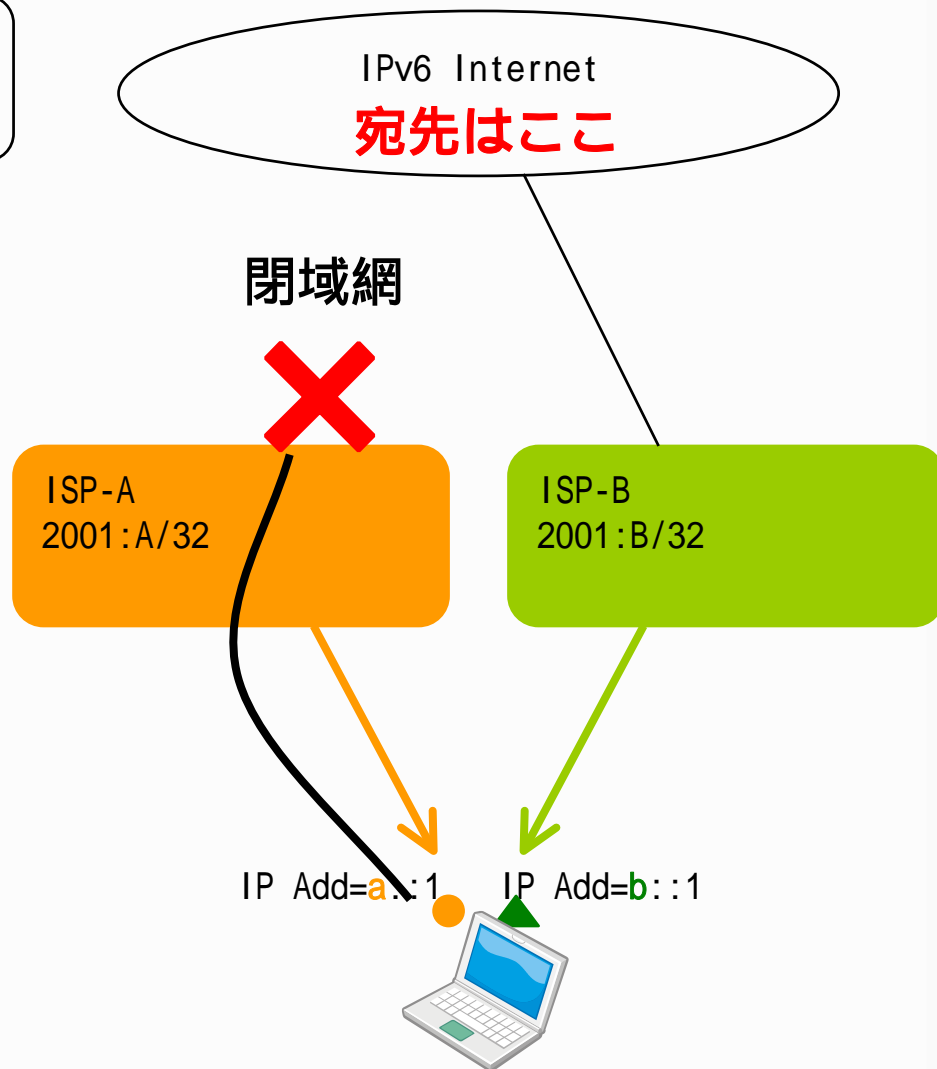 IPv6 Internet
宛先はここ
閉域網
ISP-A
2001:A/32
ISP-B
2001:B/32
IP Add=a::1
IP Add=b::1